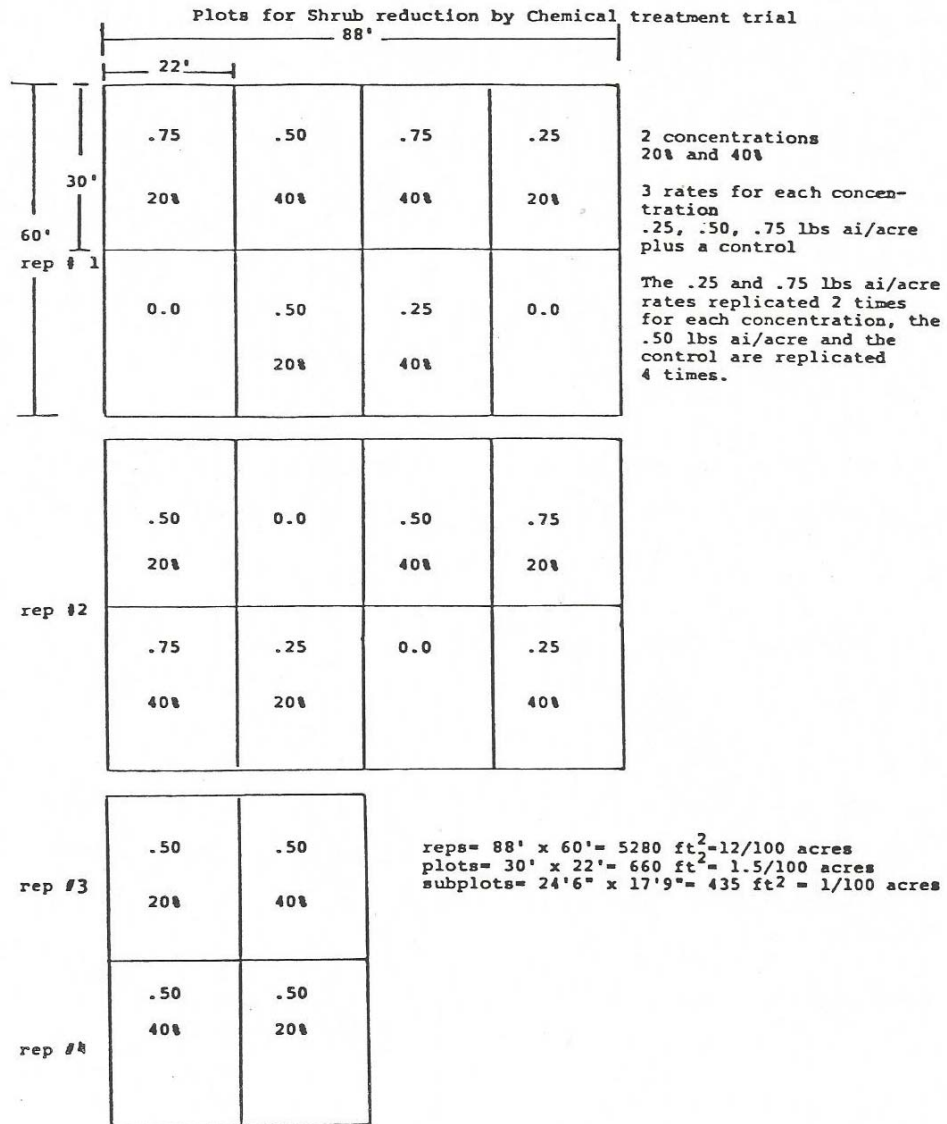 Plots for Shrub reduction by Chemical treatment trial
88'
22'
30'
60'
rep # 1
.75 .50 .75 .25
20% 40% 40% 20%
0.0 .50 .25 0.0
20% 40%
2 concentrations
20% and 40%
3 rates for each concen-
tration
.25, .50, .75 lbs ai/acre
plus a control
The .25 and .75 lbs ai/acre
rates replicated 2 times
for each concentration, the
.50 lbs ai/acre and the
control are replicated
4 times.
rep #2
.50 0.0 .50 .75
20% 40% 20%
.75 .25 0.0 .25
40% 20% 40%
rep #3
.50 .50
20% 40%
reps= 88' x 60'= 5280 ft²-12/100 acres
plots= 30' x 22'= 660 ft²= 1.5/100 acres
subplots= 24'6" x 17'9"= 435 ft² = 1/100 acres
rep #4
.50 .50
40% 20%